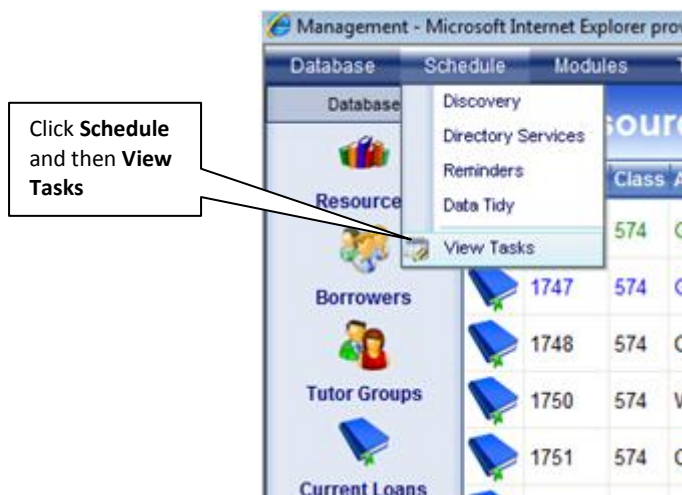 Management - Microsoft Internet Explorer
Database Schedule Modules
Database
Discovery
Directory Services
Reminders
Data Tidy
View Tasks
Click Schedule
and then View
Tasks
Class
Resource
574
Borrowers
1747 574
1748 574
Tutor Groups
1750 574
1751 574
Current Loans